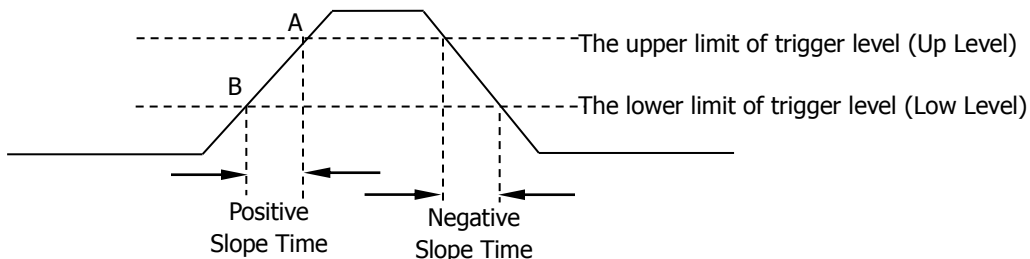 A
The upper limit of trigger level (Up Level)
B
The lower limit of trigger level (Low Level)
Positive
Slope Time
Negative
Slope Time